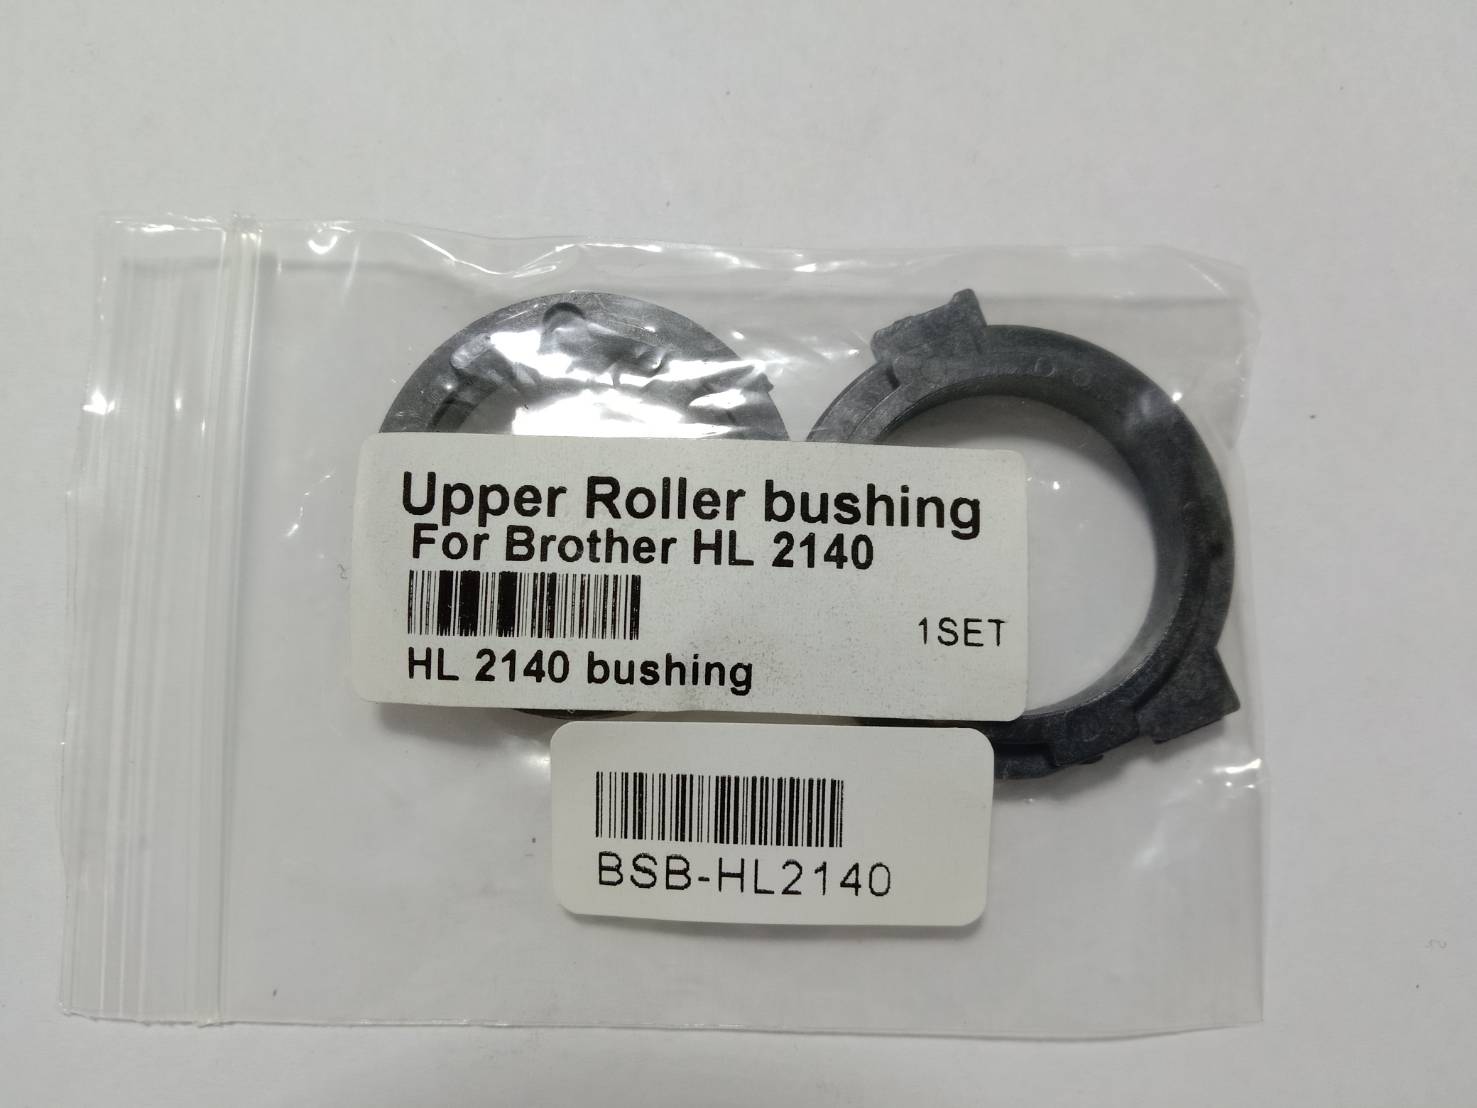 Upper Roller bushing
For Brother HL 2140
1SET
HL 2140 bushing
BSB-HL2140